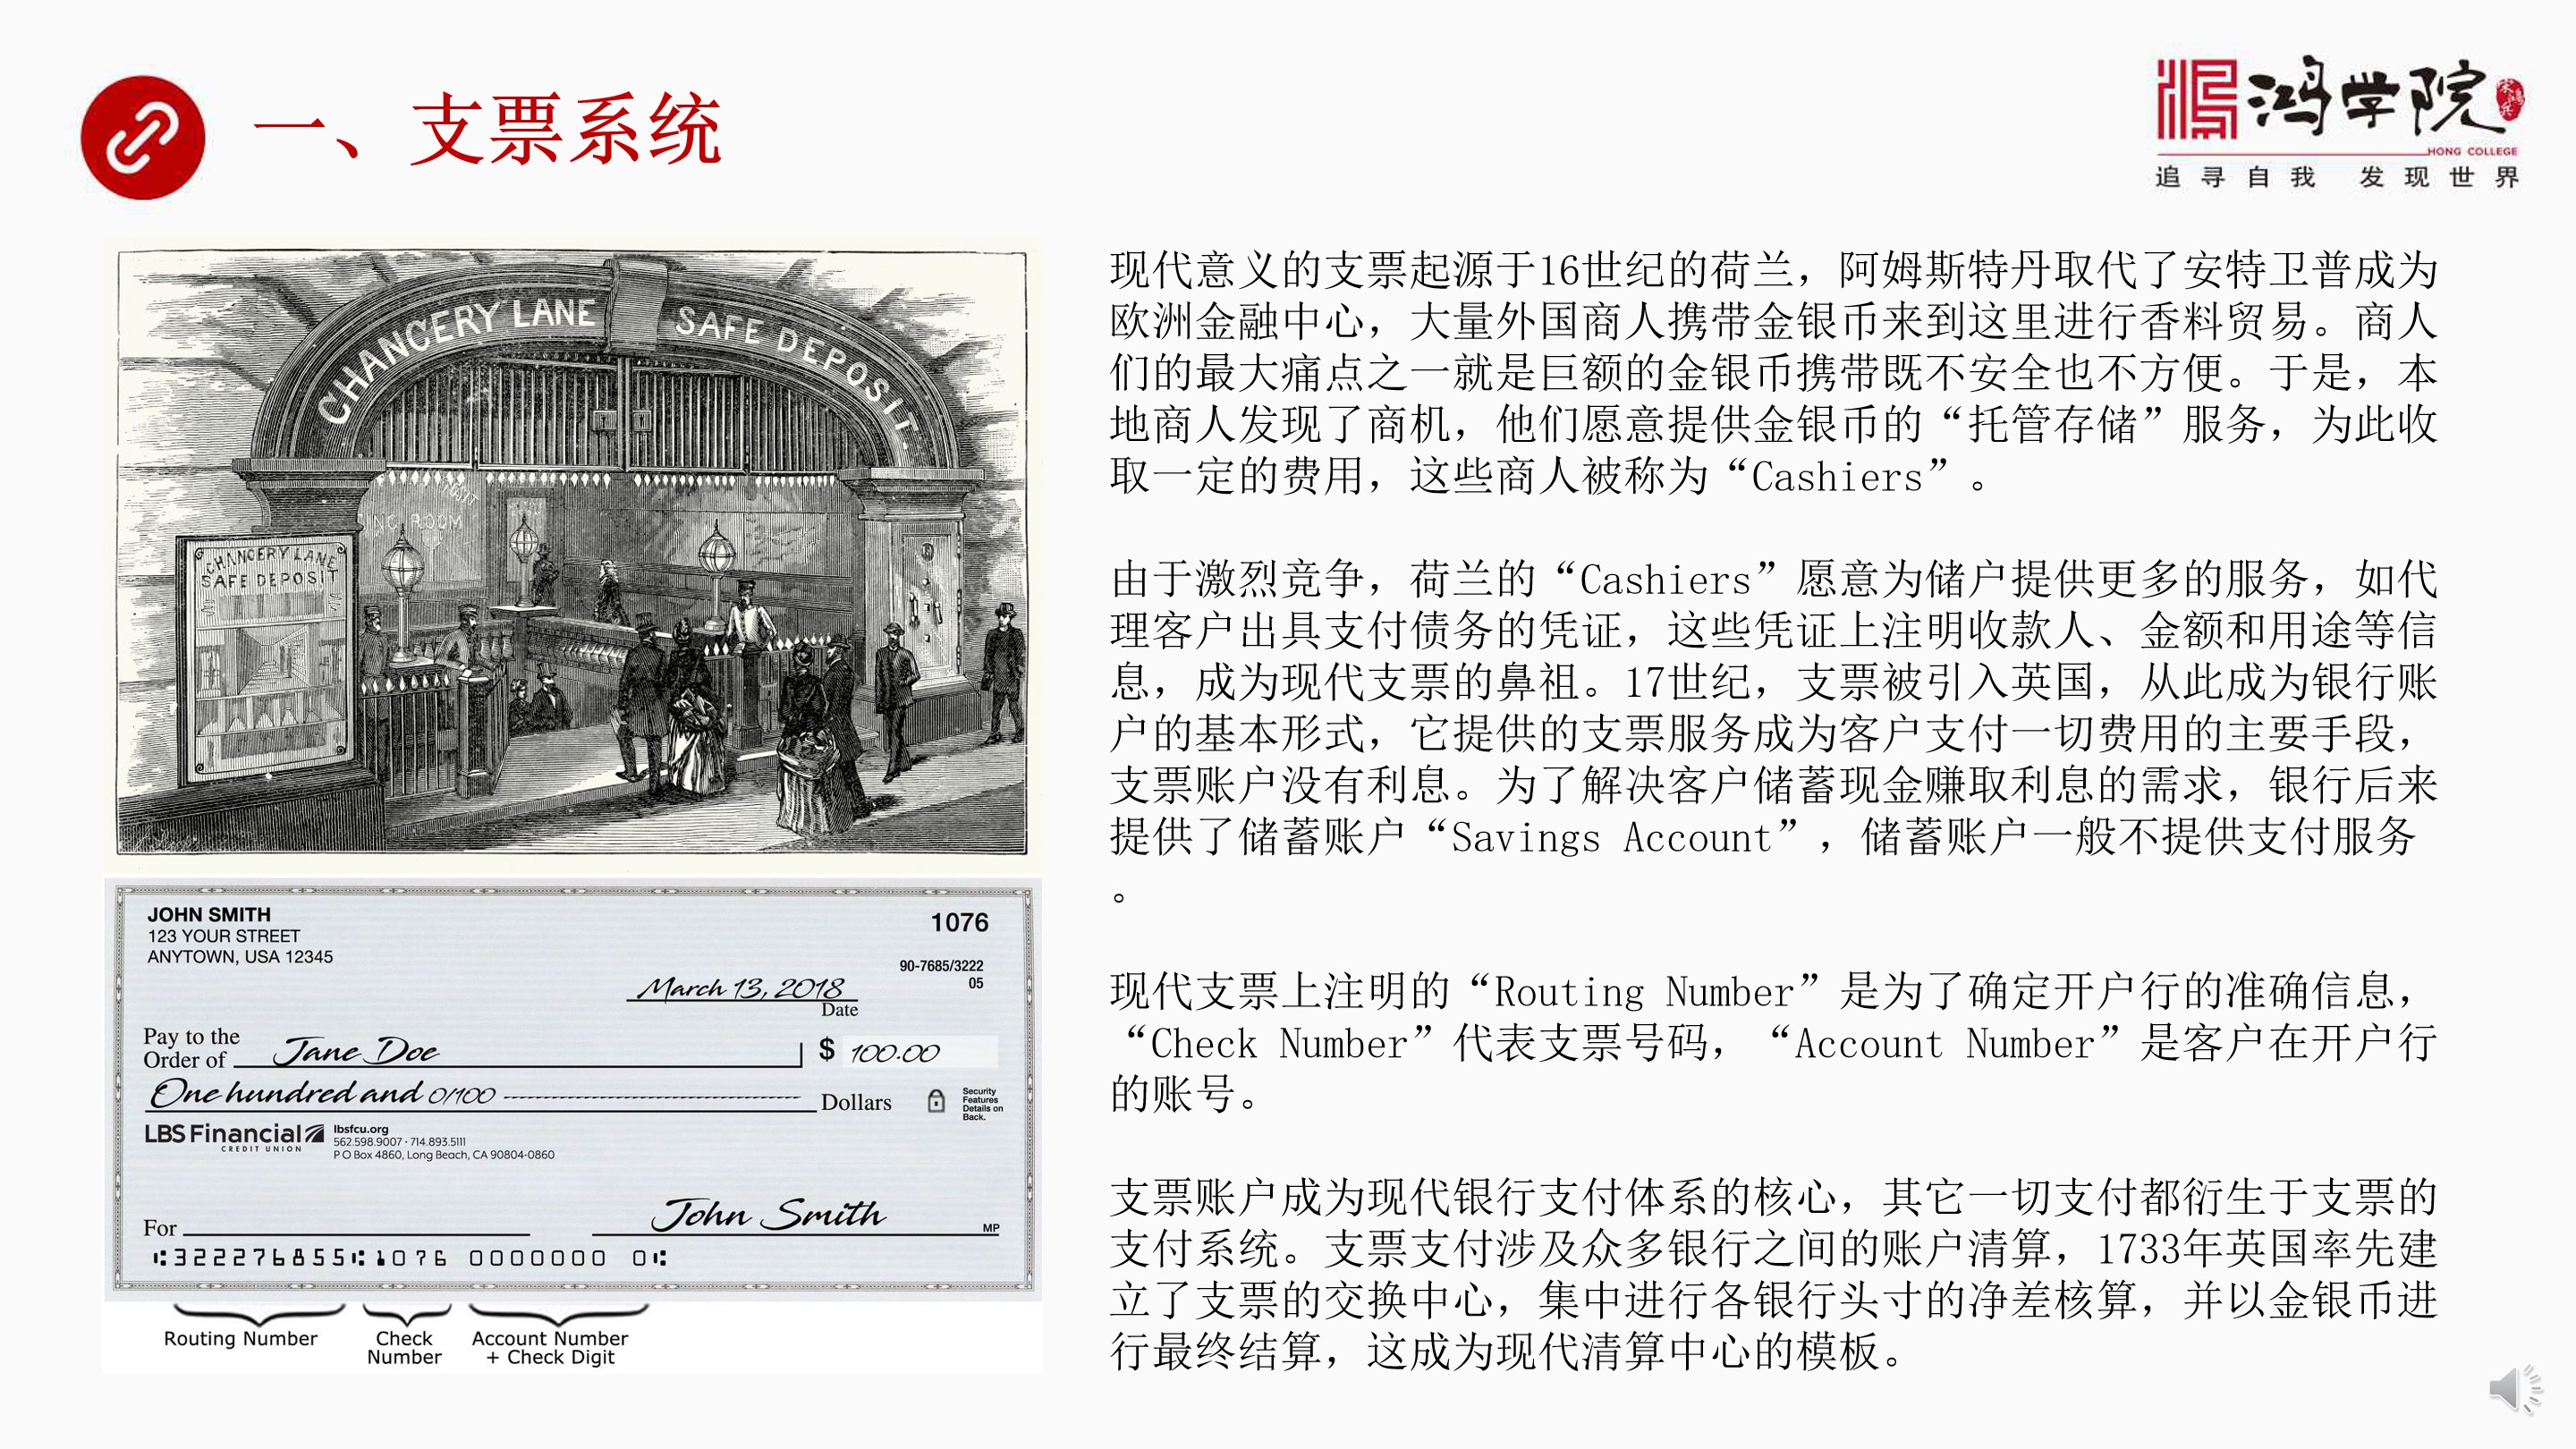 一、支票系统
鸿学院
HONG COLLEGE
追寻自我 发现世界
CHANCERY LANE SAFE DEPOSIT
CHANCERY LANE
SAFE DEPOSIT
JOHN SMITH
123 YOUR STREET
ANYTOWN, USA 12345
1076
90-7685/3222
05
March 13, 2018
Date
Pay to the
Order of Jane Doe $ 100.00
One hundred and 0/100 Dollars
Security
Features
Details on
Back.
LBS Financial
CREDIT UNION
lbsfcu.org
562.598.9007 · 714.893.5111
P O Box 4860, Long Beach, CA 90804-0860
For John Smith MP
⑆322276855⑆1076 0000000 0⑆
Routing Number
Check
Number
Account Number
+ Check Digit
现代意义的支票起源于16世纪的荷兰，阿姆斯特丹取代了安特卫普成为
欧洲金融中心，大量外国商人携带金银币来到这里进行香料贸易。商人
们的最大痛点之一就是巨额的金银币携带既不安全也不方便。于是，本
地商人发现了商机，他们愿意提供金银币的“托管存储”服务，为此收
取一定的费用，这些商人被称为“Cashiers”。
由于激烈竞争，荷兰的“Cashiers”愿意为储户提供更多的服务，如代
理客户出具支付债务的凭证，这些凭证上注明收款人、金额和用途等信
息，成为现代支票的鼻祖。17世纪，支票被引入英国，从此成为银行账
户的基本形式，它提供的支票服务成为客户支付一切费用的主要手段，
支票账户没有利息。为了解决客户储蓄现金赚取利息的需求，银行后来
提供了储蓄账户“Savings Account”，储蓄账户一般不提供支付服务
。
现代支票上注明的“Routing Number”是为了确定开户行的准确信息，
“Check Number”代表支票号码，“Account Number”是客户在开户行
的账号。
支票账户成为现代银行支付体系的核心，其它一切支付都衍生于支票的
支付系统。支票支付涉及众多银行之间的账户清算，1733年英国率先建
立了支票的交换中心，集中进行各银行头寸的净差核算，并以金银币进
行最终结算，这成为现代清算中心的模板。